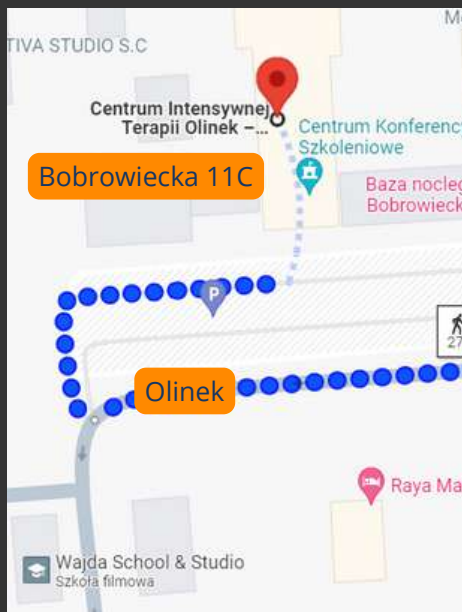 TIVA STUDIO S.C
Centrum Intensywnej
Terapii Olinek –...
Centrum Konferency
Szkoleniowe
Bobrowiecka 11C
Baza nocleg
Bobrowieck
P
27
Olinek
Raya Ma
Wajda School & Studio
Szkoła filmowa